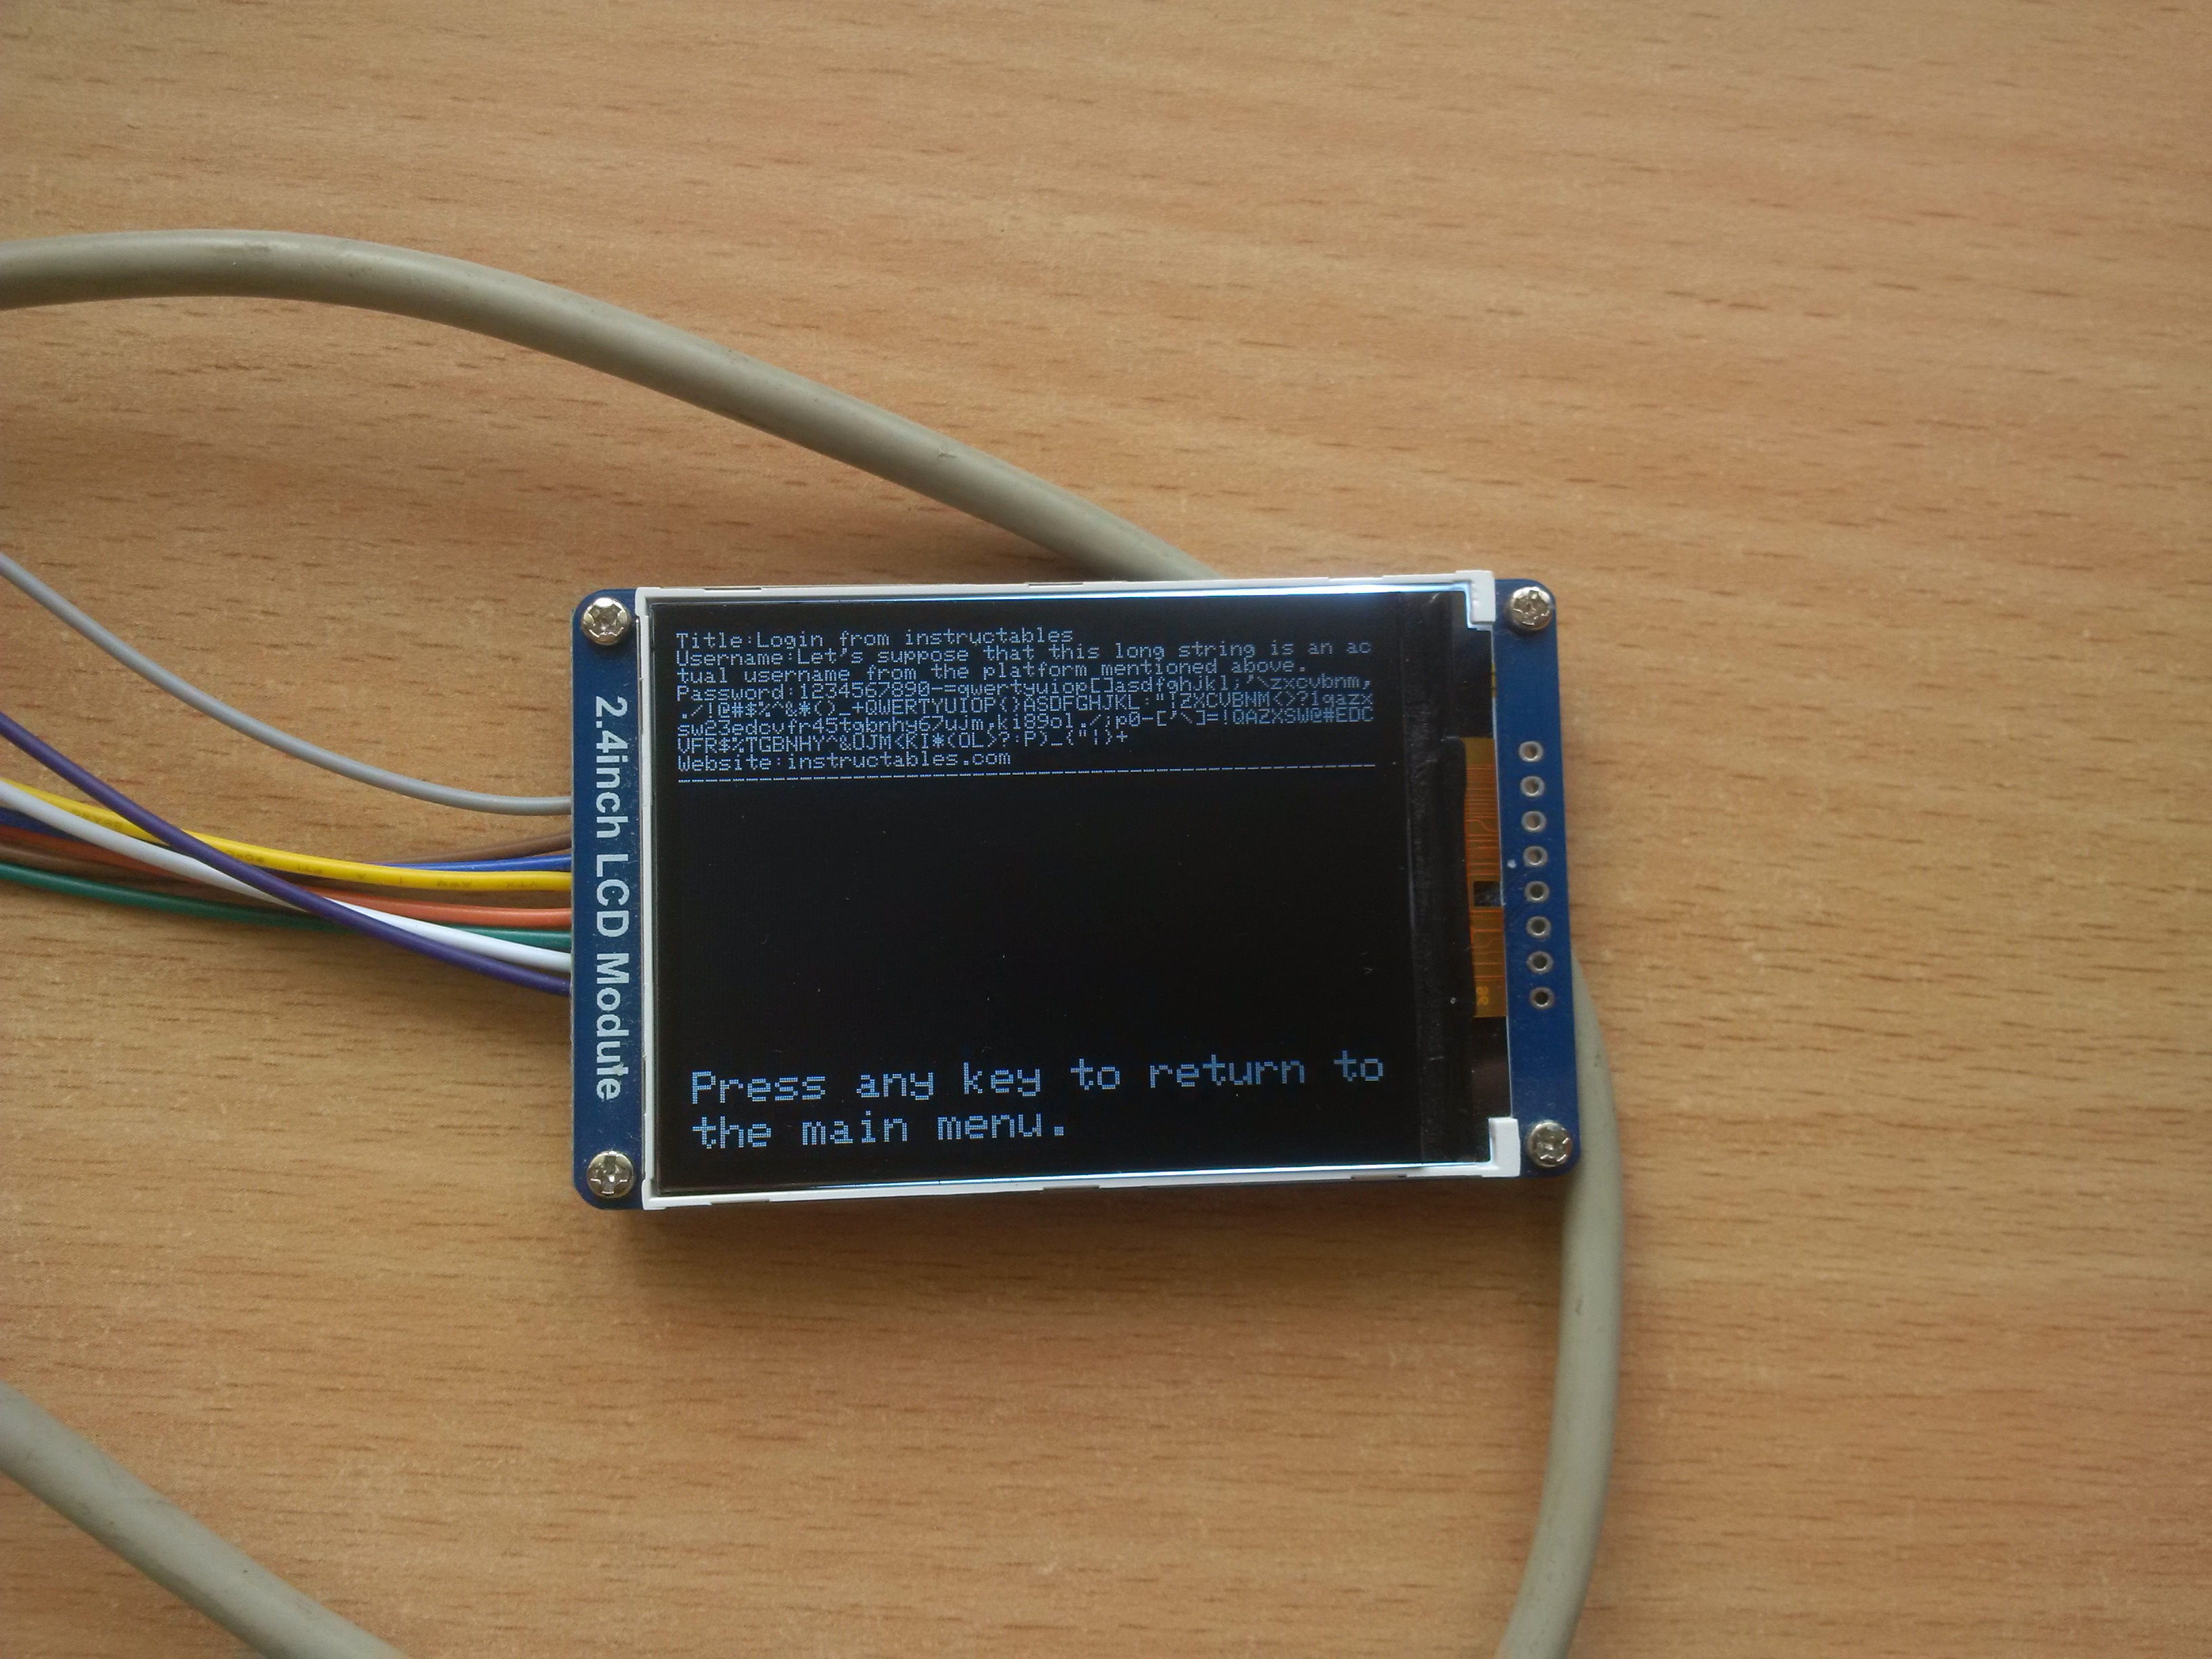 Title:Login from instructables
Username:Let's suppose that this long string is an ac
tual username from the platform mentioned above.
Password:1234567890-=qwertyuiop[]asdfghjkl;'\zxcvbnm,
./!@#$%^&*()_+QWERTYUIOP{}ASDFGHJKL:"|ZXCVBNM<>?1qazx
sw23edcvfr45tgbnhy67ujm,ki89ol./;p0-['\]=!QAZXSW@#EDC
VFR$%TGBNHY^&UJM<KI*(OL>?:P)_{"|}+
Website:instructables.com
Press any key to return to
the main menu.
2.4inch LCD Module